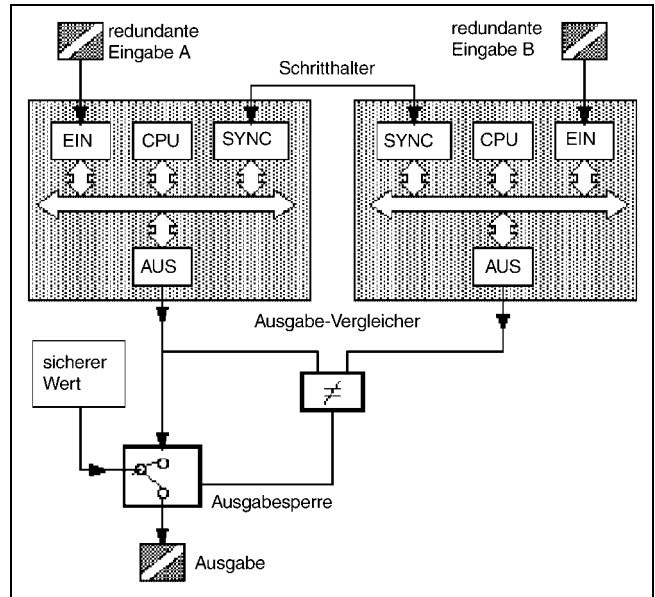 redundante
Eingabe A
redundante
Eingabe B
Schritthalter
EIN
CPU
SYNC
SYNC
CPU
EIN
AUS
AUS
Ausgabe-Vergleicher
sicherer
Wert
≠
Ausgabesperre
Ausgabe